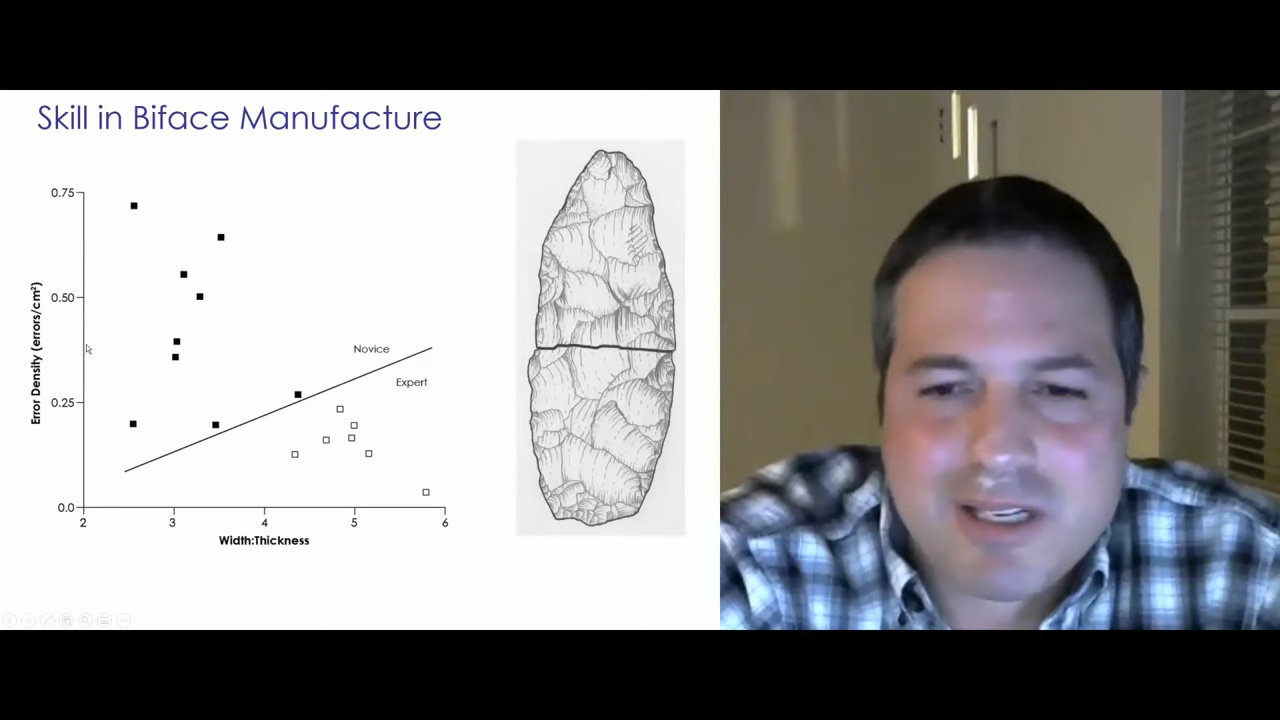 Skill in Biface Manufacture
0.75
0.50
0.25
0.0
Error Density (errors/cm²)
Novice
Expert
2 3 4 5 6
Width:Thickness